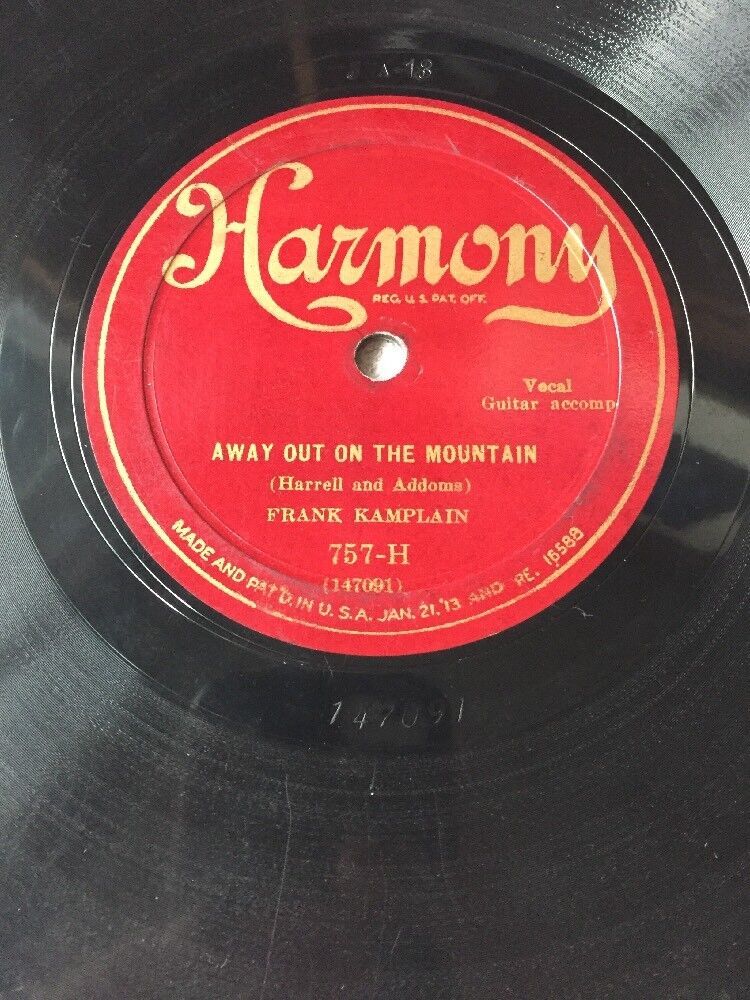 Harmony
REG. U. S. PAT. OFF.
Vocal
Guitar accomp
AWAY OUT ON THE MOUNTAIN
(Harrell and Addoms)
FRANK KAMPLAIN
757-H
(147091)
MADE AND PAT'D. IN U. S. A. JAN. 21, '13 AND RE. 16588
147091